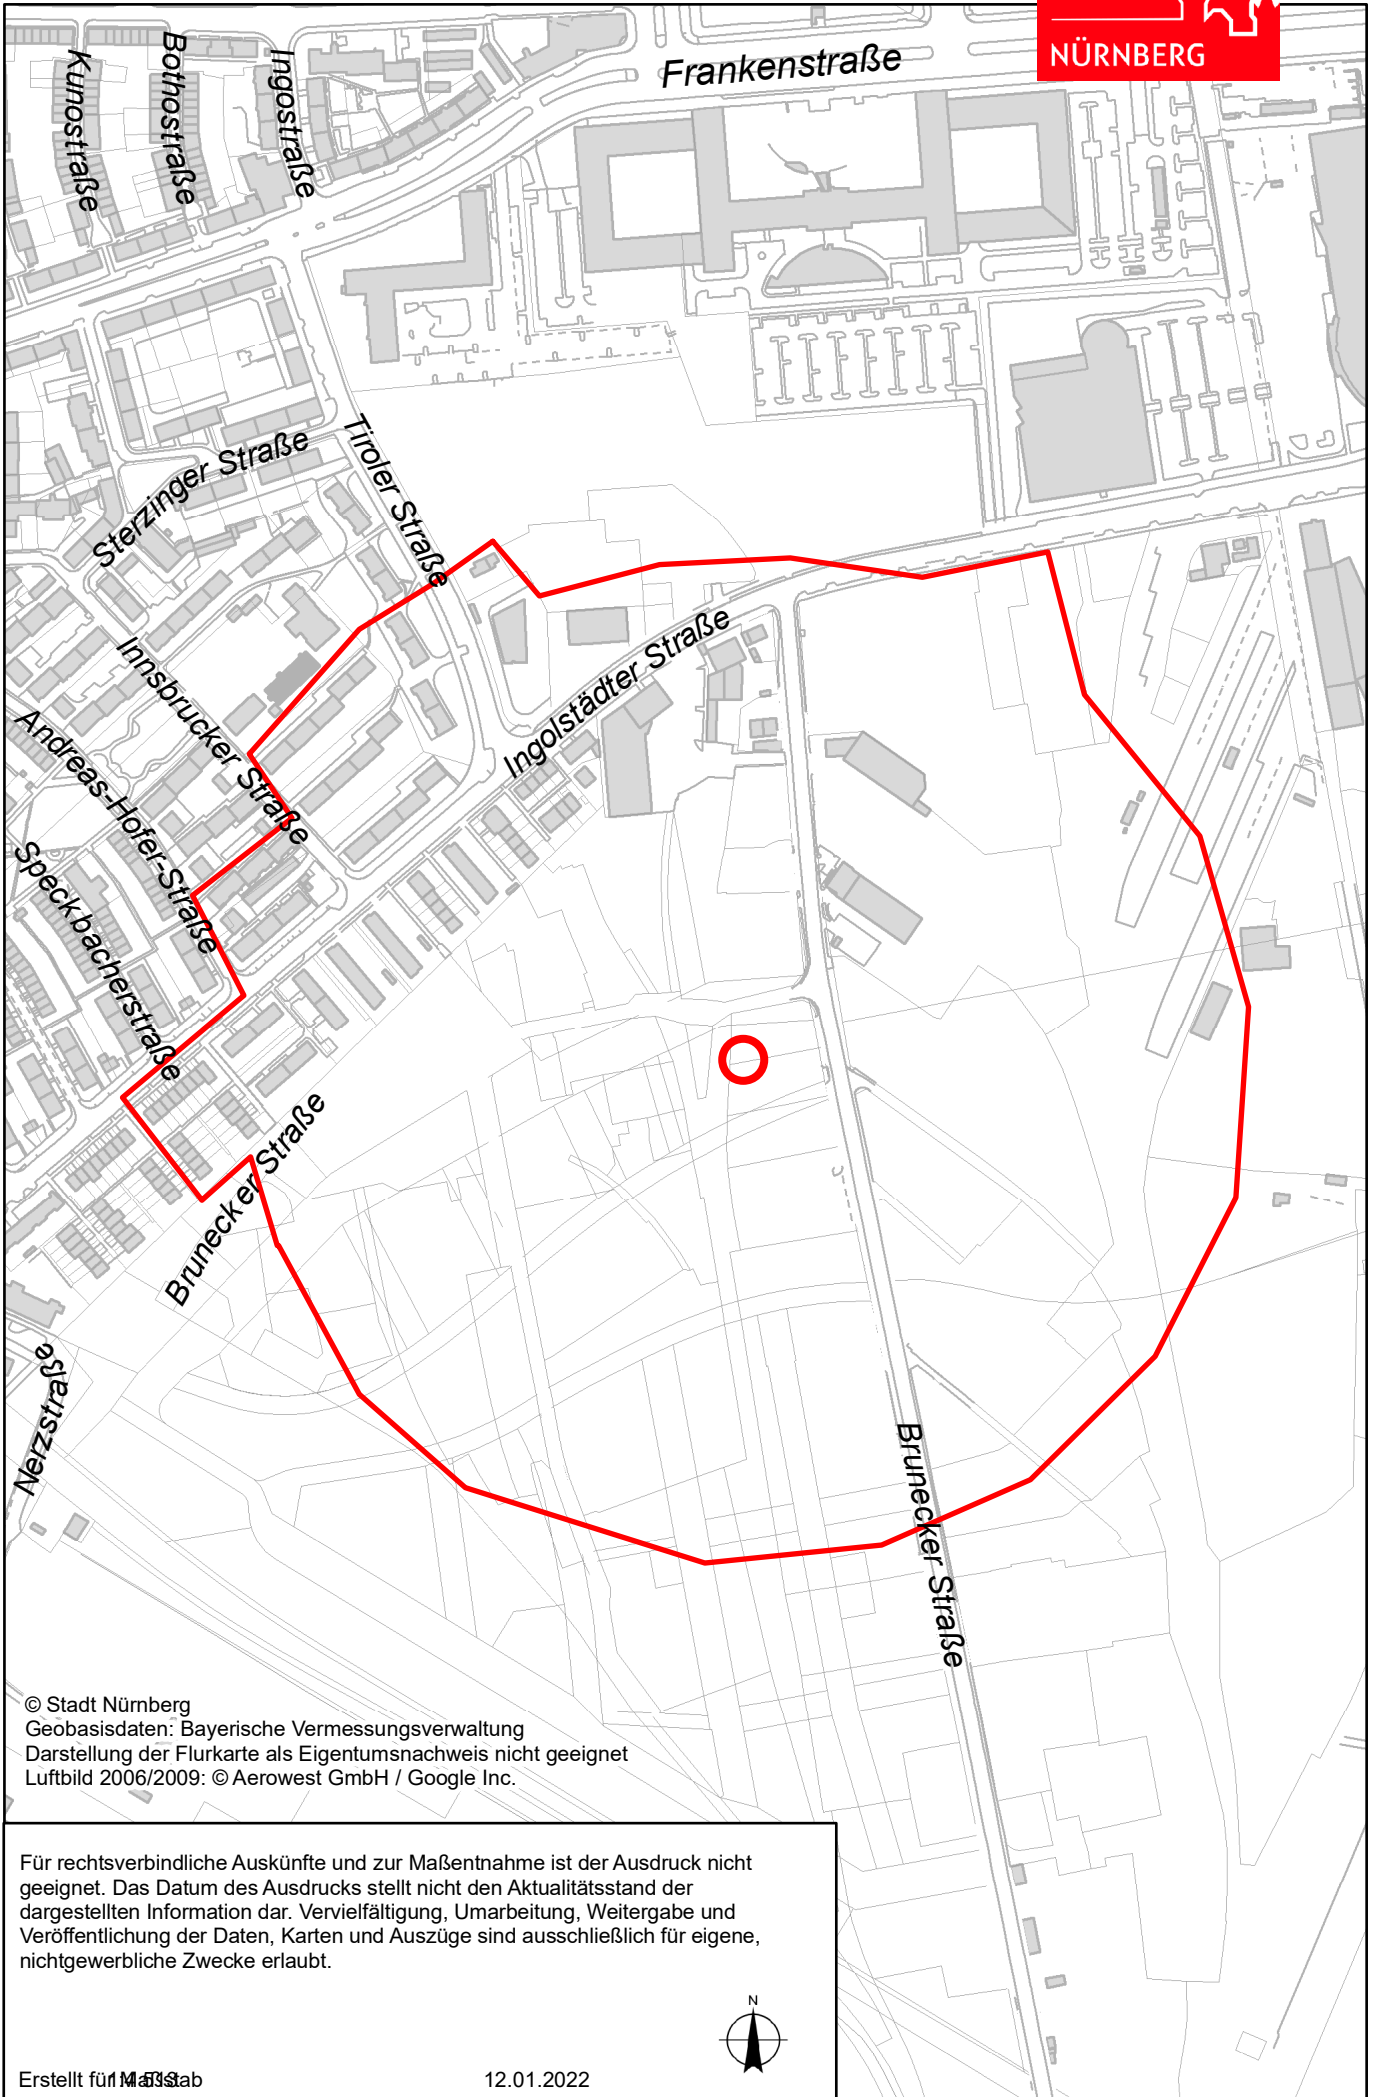 NÜRNBERG
Frankenstraße
Kunostraße
Bothostraße
Ingostraße
Tiroler Straße
Sterzinger Straße
Innsbrucker Straße
Ingolstädter Straße
Andreas-Hofer-Straße
Speckbacherstraße
Brunecker Straße
Nerzstraße
Brunecker Straße
© Stadt Nürnberg
Geobasisdaten: Bayerische Vermessungsverwaltung
Darstellung der Flurkarte als Eigentumsnachweis nicht geeignet
Luftbild 2006/2009: © Aerowest GmbH / Google Inc.
Für rechtsverbindliche Auskünfte und zur Maßentnahme ist der Ausdruck nicht
geeignet. Das Datum des Ausdrucks stellt nicht den Aktualitätsstand der
dargestellten Information dar. Vervielfältigung, Umarbeitung, Weitergabe und
Veröffentlichung der Daten, Karten und Auszüge sind ausschließlich für eigene,
nichtgewerbliche Zwecke erlaubt.
N
Erstellt für Maßstab 12.01.2022